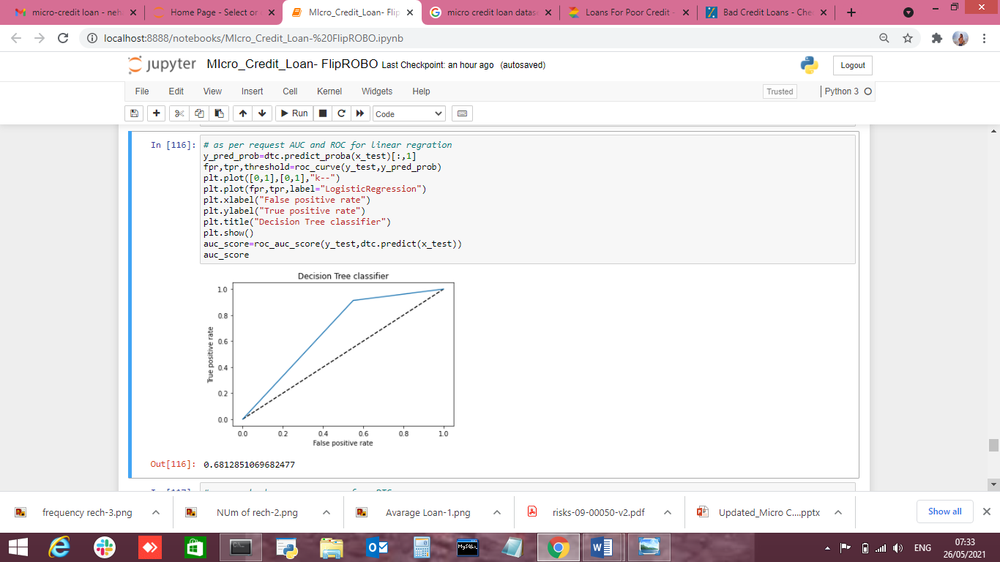 micro-credit loan - neh
Home Page - Select or
MIcro_Credit_Loan- Flip
micro credit loan datase
Loans For Poor Credit -
Bad Credit Loans - Che
localhost:8888/notebooks/MIcro_Credit_Loan-%20FlipROBO.ipynb
jupyter MIcro_Credit_Loan- FlipROBO Last Checkpoint: an hour ago (autosaved)
Logout
File Edit View Insert Cell Kernel Widgets Help
Trusted
Python 3
Run
Code
In [116]:
# as per request AUC and ROC for linear regration
y_pred_prob=dtc.predict_proba(x_test)[:,1]
fpr,tpr,threshold=roc_curve(y_test,y_pred_prob)
plt.plot([0,1],[0,1],"k--")
plt.plot(fpr,tpr,label="LogisticRegression")
plt.xlabel("False positive rate")
plt.ylabel("True positive rate")
plt.title("Decision Tree classifier")
plt.show()
auc_score=roc_auc_score(y_test,dtc.predict(x_test))
auc_score
Decision Tree classifier
1.0
0.8
0.6
0.4
0.2
0.0
True positive rate
0.0 0.2 0.4 0.6 0.8 1.0
False positive rate
Out[116]: 0.6812851069682477
frequency rech-3.png
NUm of rech-2.png
Avarage Loan-1.png
risks-09-00050-v2.pdf
Updated_Micro C....pptx
Show all
MySQL
ENG
07:33
26/05/2021